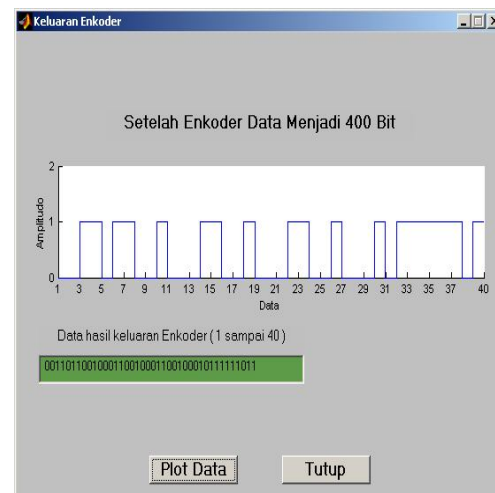 Keluaran Enkoder
Setelah Enkoder Data Menjadi 400 Bit
2
1
0
Amplitudo
1 3 5 7 9 11 13 15 17 19 21 23 25 27 29 31 33 35 37 40
Data
Data hasil keluaran Enkoder ( 1 sampai 40 )
0011011001000110010001100100010111111011
Plot Data Tutup